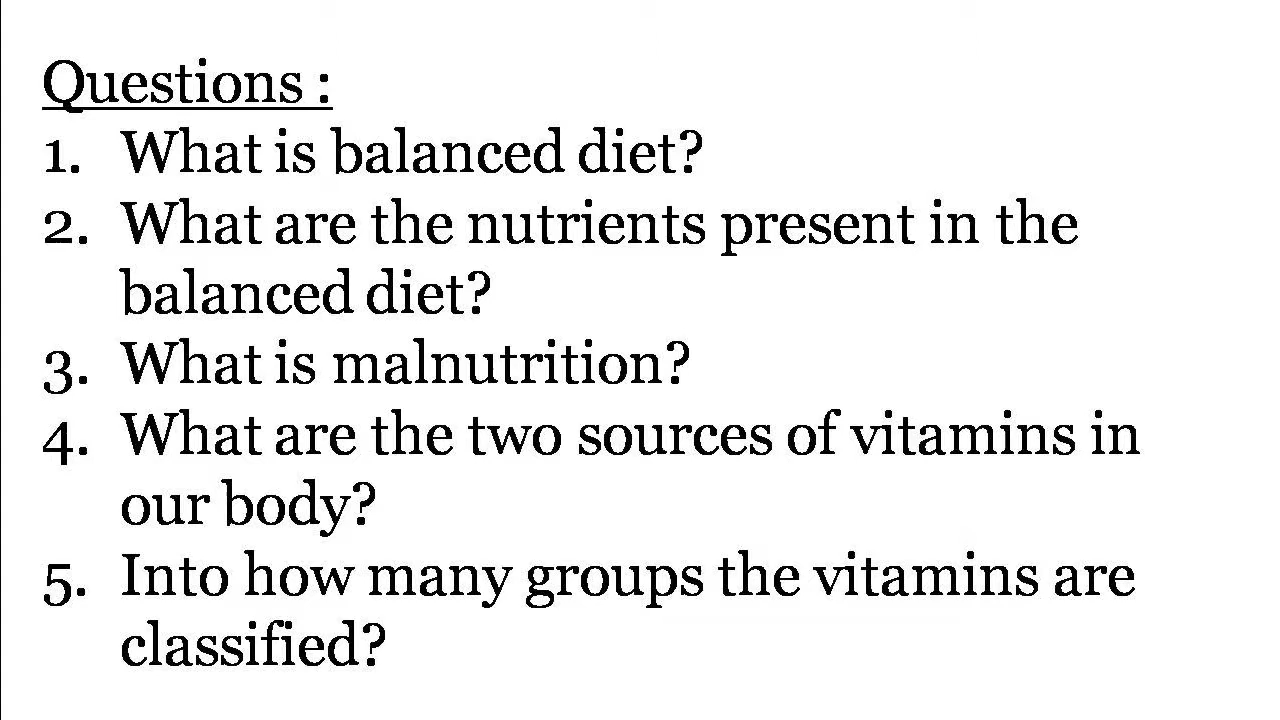 Questions :
1. What is balanced diet?
2. What are the nutrients present in the
balanced diet?
3. What is malnutrition?
4. What are the two sources of vitamins in
our body?
5. Into how many groups the vitamins are
classified?